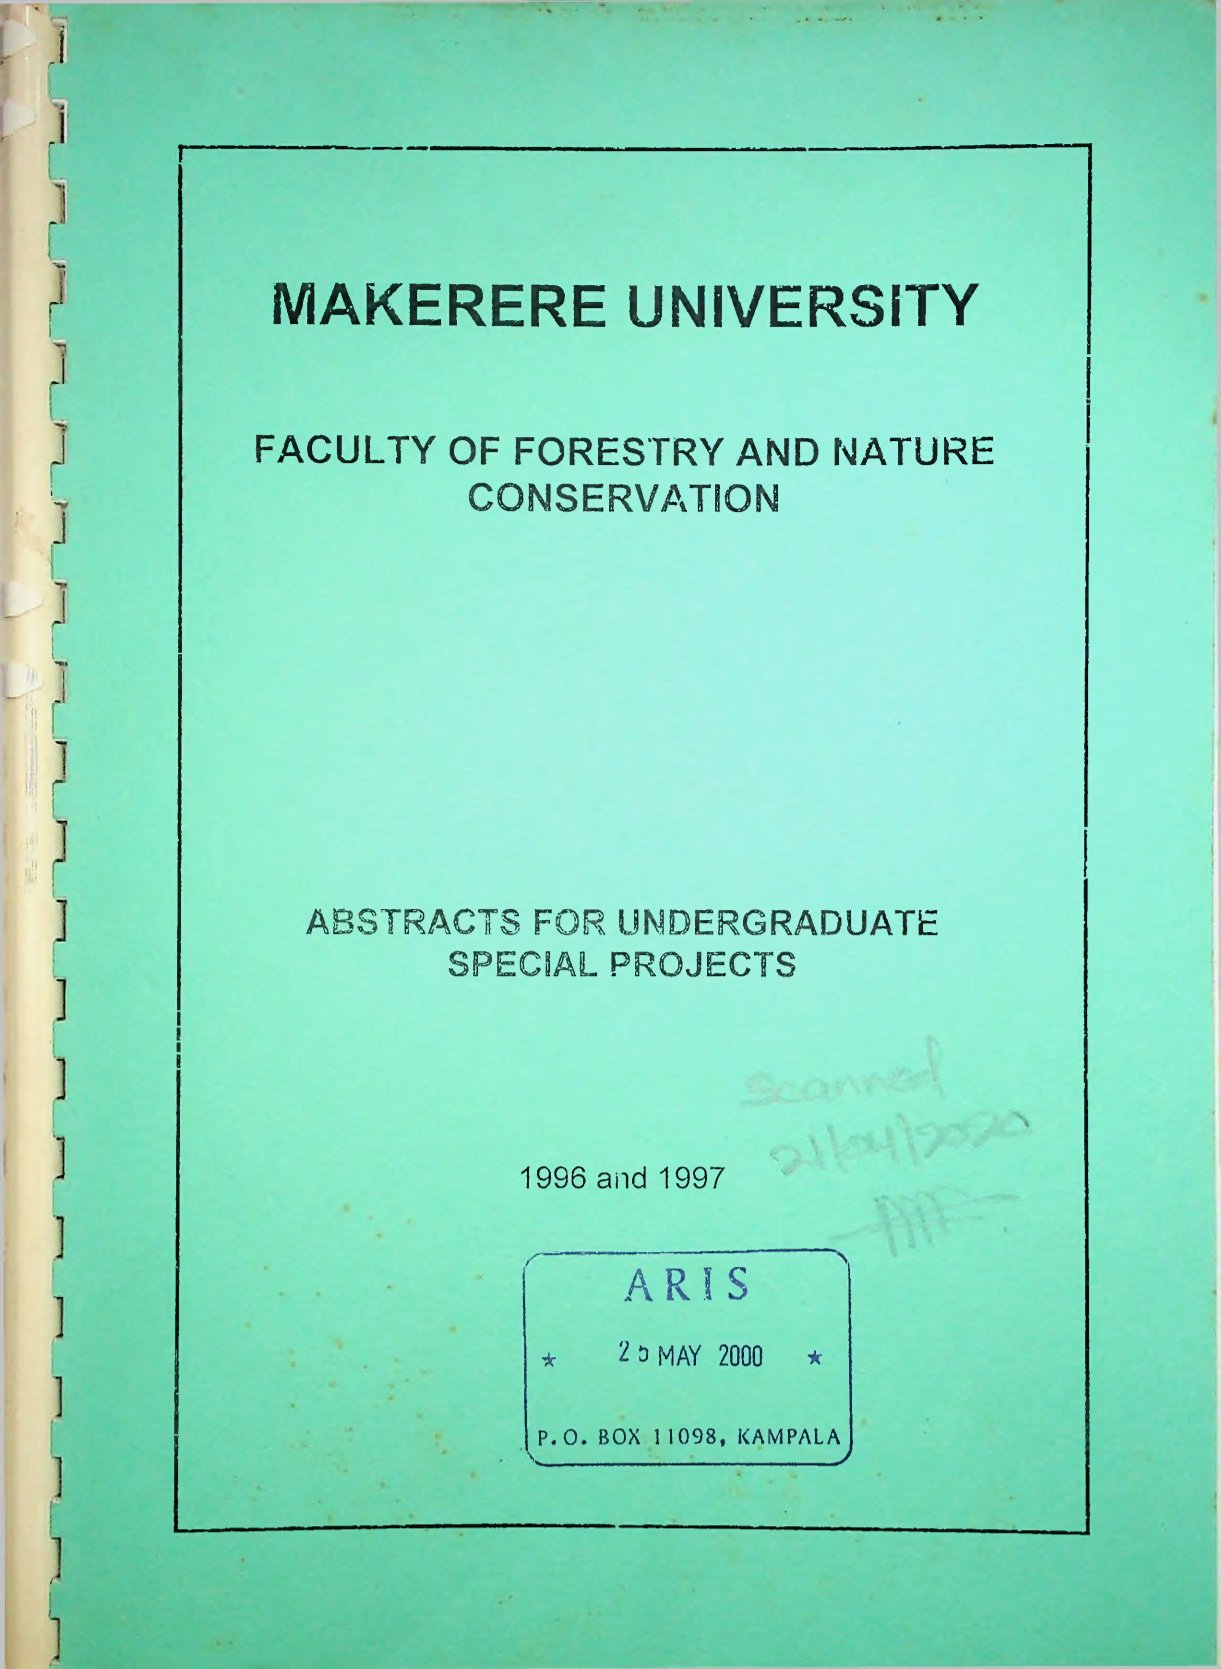 MAKERERE UNIVERSITY
FACULTY OF FORESTRY AND NATURE
CONSERVATION
ABSTRACTS FOR UNDERGRADUATE
SPECIAL PROJECTS
Scanned
21/04/2020
1996 and 1997
ARIS
★ 25 MAY 2000 ★
P.O. BOX 11098, KAMPALA